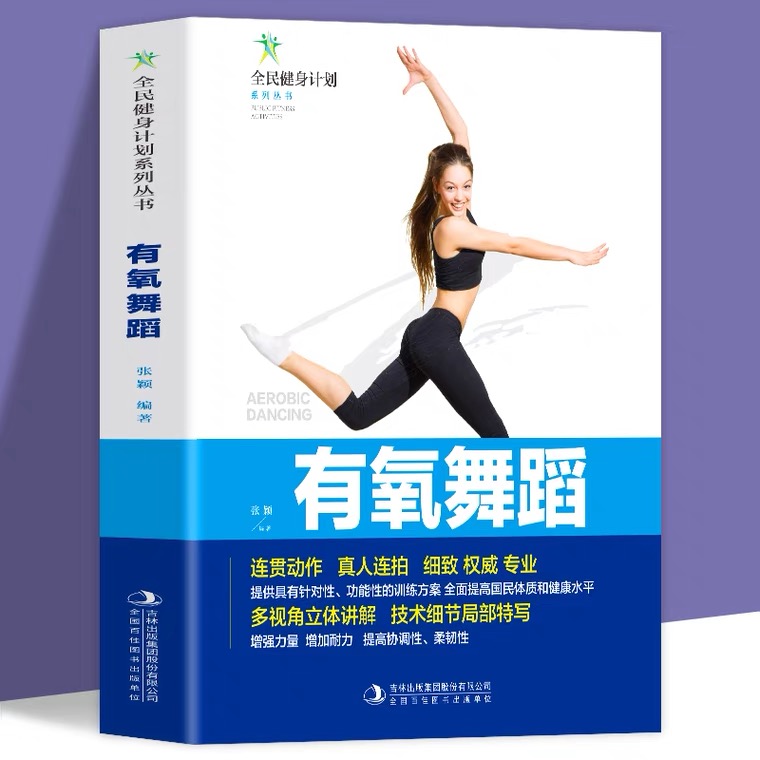 全民健身计划系列丛书
有氧舞蹈
张颖 编著
吉林出版集团股份有限公司
全国百佳图书出版单位
全民健身计划
系列丛书
AEROBIC
DANCING
有氧舞蹈
张颖
编著
连贯动作 真人连拍 细致 权威 专业
提供具有针对性、功能性的训练方案 全面提高国民体质和健康水平
多视角立体讲解 技术细节局部特写
增强力量 增加耐力 提高协调性、柔韧性
吉林出版集团股份有限公司
全国百佳图书出版单位